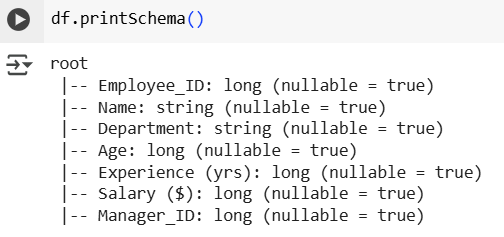 df.printSchema()
root
|-- Employee_ID: long (nullable = true)
|-- Name: string (nullable = true)
|-- Department: string (nullable = true)
|-- Age: long (nullable = true)
|-- Experience (yrs): long (nullable = true)
|-- Salary ($): long (nullable = true)
|-- Manager_ID: long (nullable = true)